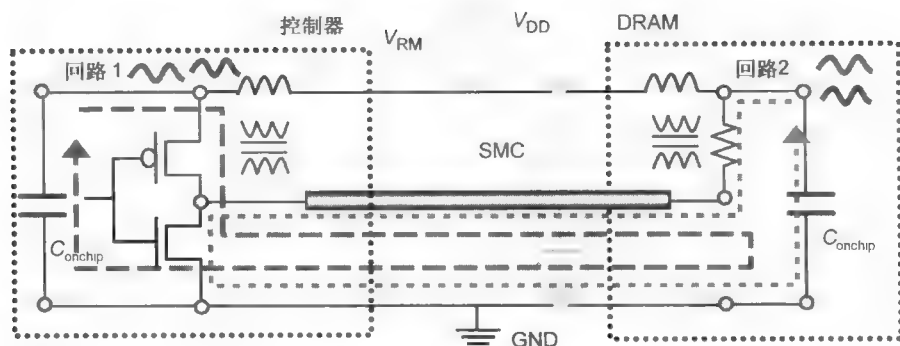 控制器
V_RM
V_DD
DRAM
回路 1
回路2
SMC
C_onchip
C_onchip
GND